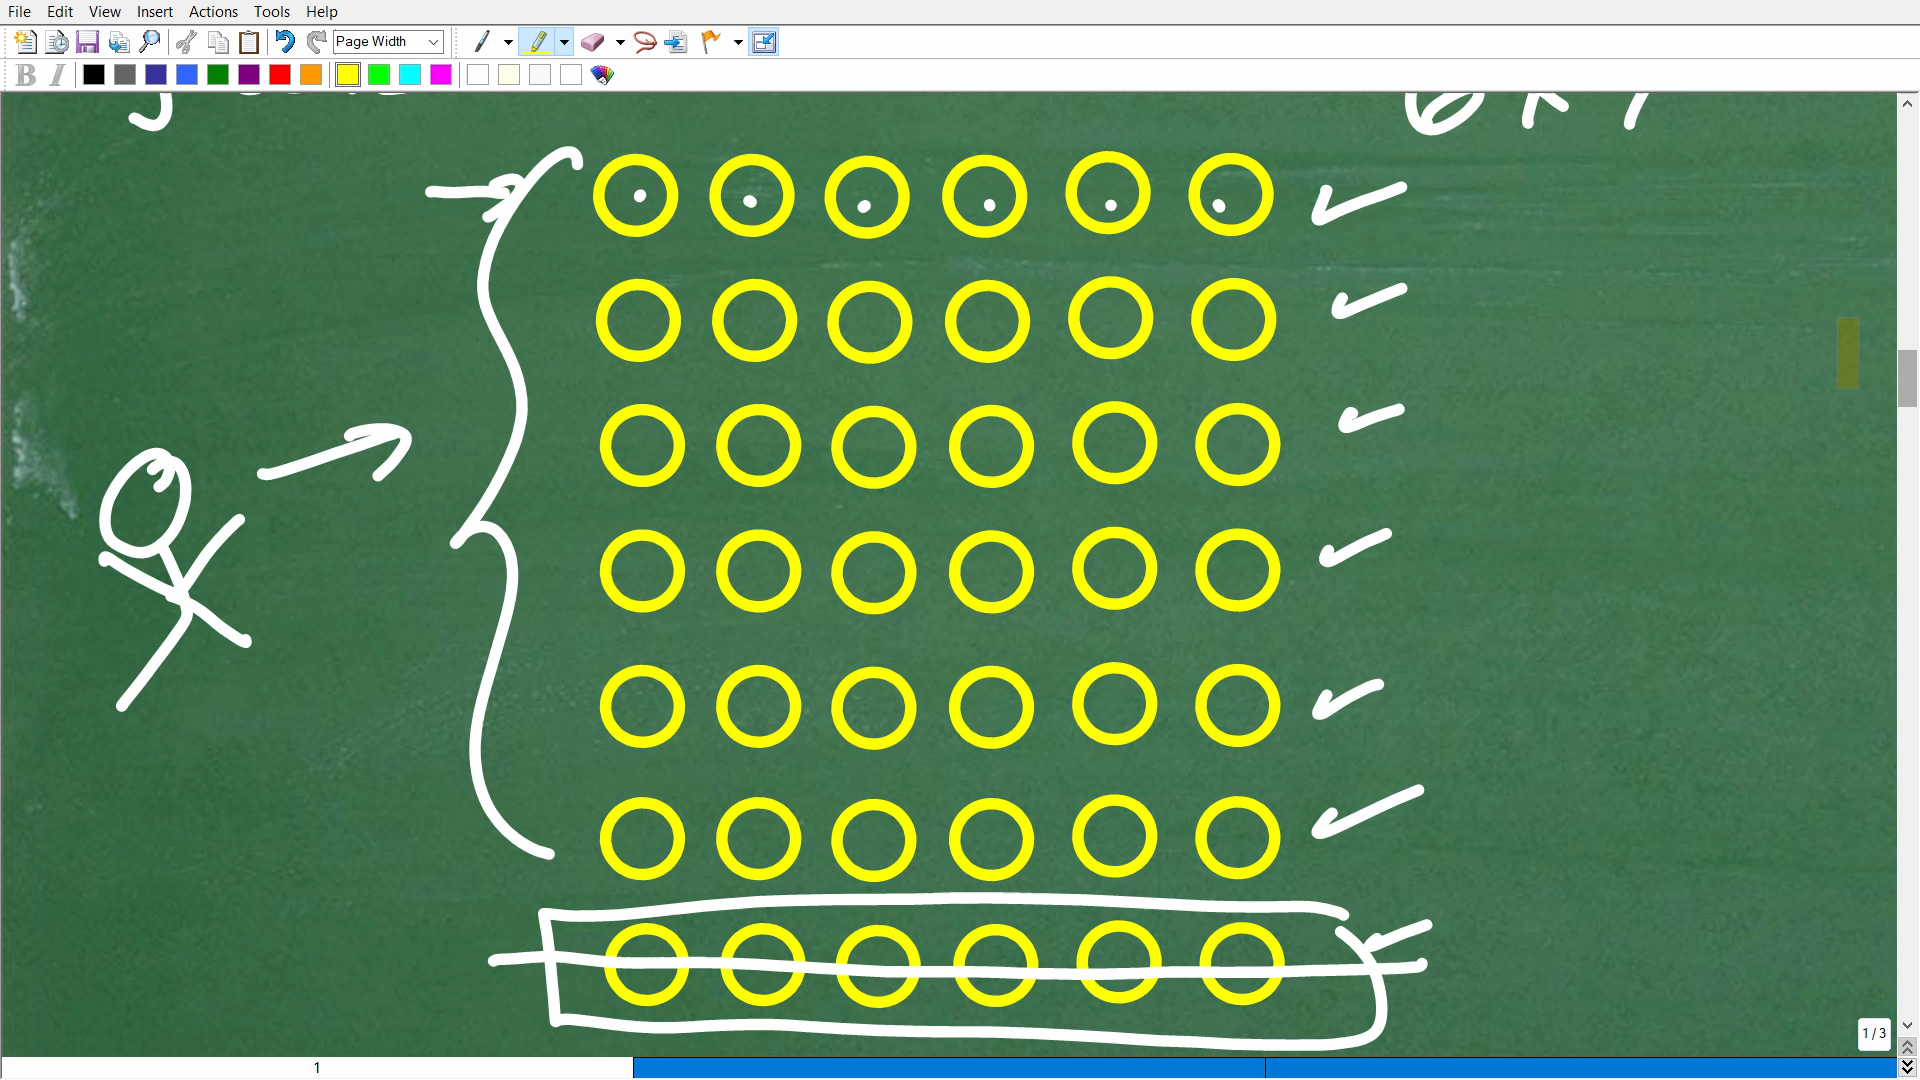 File Edit View Insert Actions Tools Help
Page Width
B I
1 / 3
1